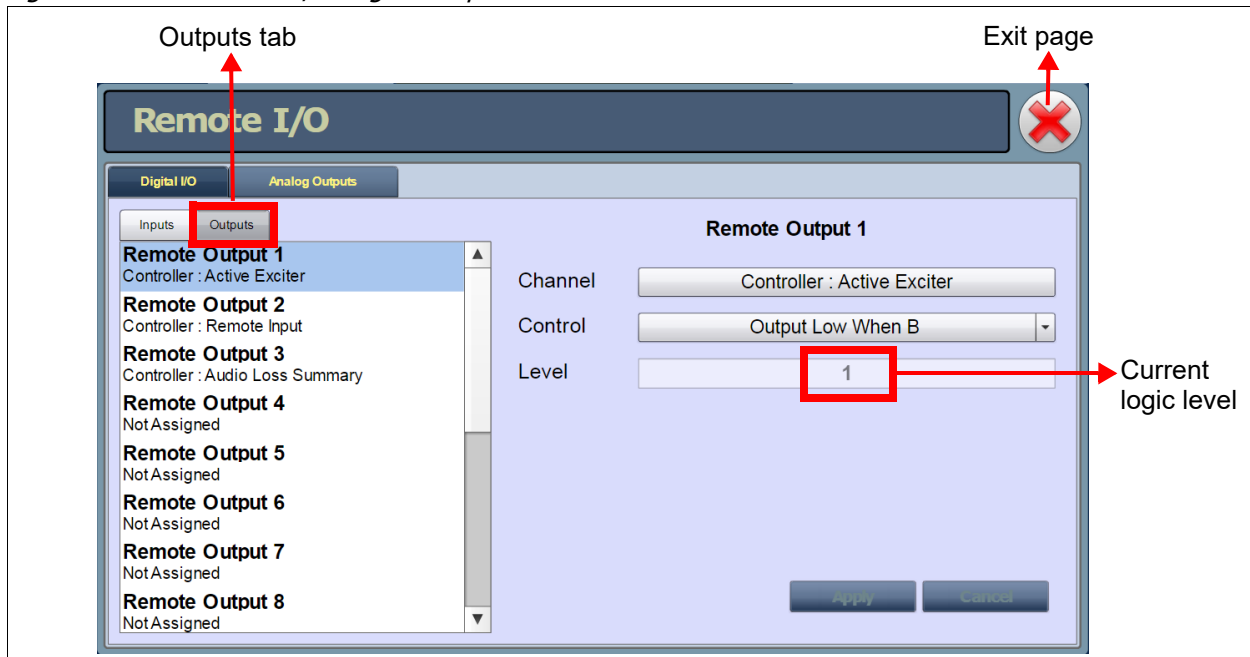 Outputs tab
Exit page
Remote I/O
Digital I/O
Analog Outputs
Inputs
Outputs
Remote Output 1
Controller : Active Exciter
Remote Output 2
Controller : Remote Input
Remote Output 3
Controller : Audio Loss Summary
Remote Output 4
Not Assigned
Remote Output 5
Not Assigned
Remote Output 6
Not Assigned
Remote Output 7
Not Assigned
Remote Output 8
Not Assigned
Remote Output 1
Channel
Controller : Active Exciter
Control
Output Low When B
Level
1
Current
logic level
Apply
Cancel